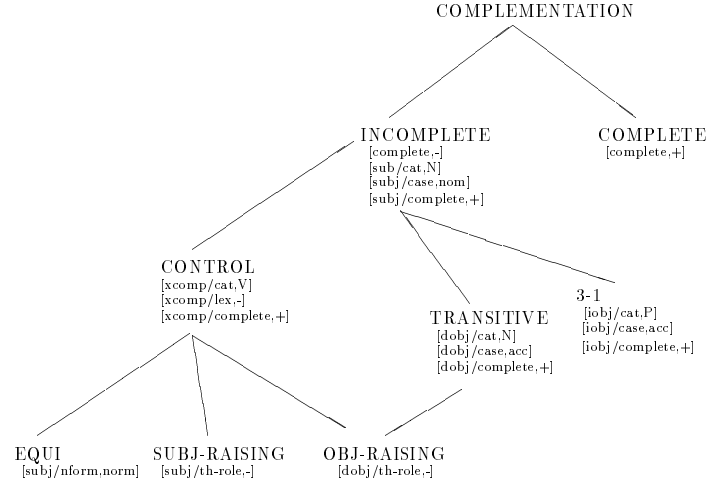 COMPLEMENTATION
INCOMPLETE
[complete,-]
[sub/cat,N]
[subj/case,nom]
[subj/complete,+]
COMPLETE
[complete,+]
CONTROL
[xcomp/cat,V]
[xcomp/lex,-]
[xcomp/complete,+]
TRANSITIVE
[dobj/cat,N]
[dobj/case,acc]
[dobj/complete,+]
3-1
[iobj/cat,P]
[iobj/case,acc]
[iobj/complete,+]
EQUI
[subj/nform,norm]
SUBJ-RAISING
[subj/th-role,-]
OBJ-RAISING
[dobj/th-role,-]